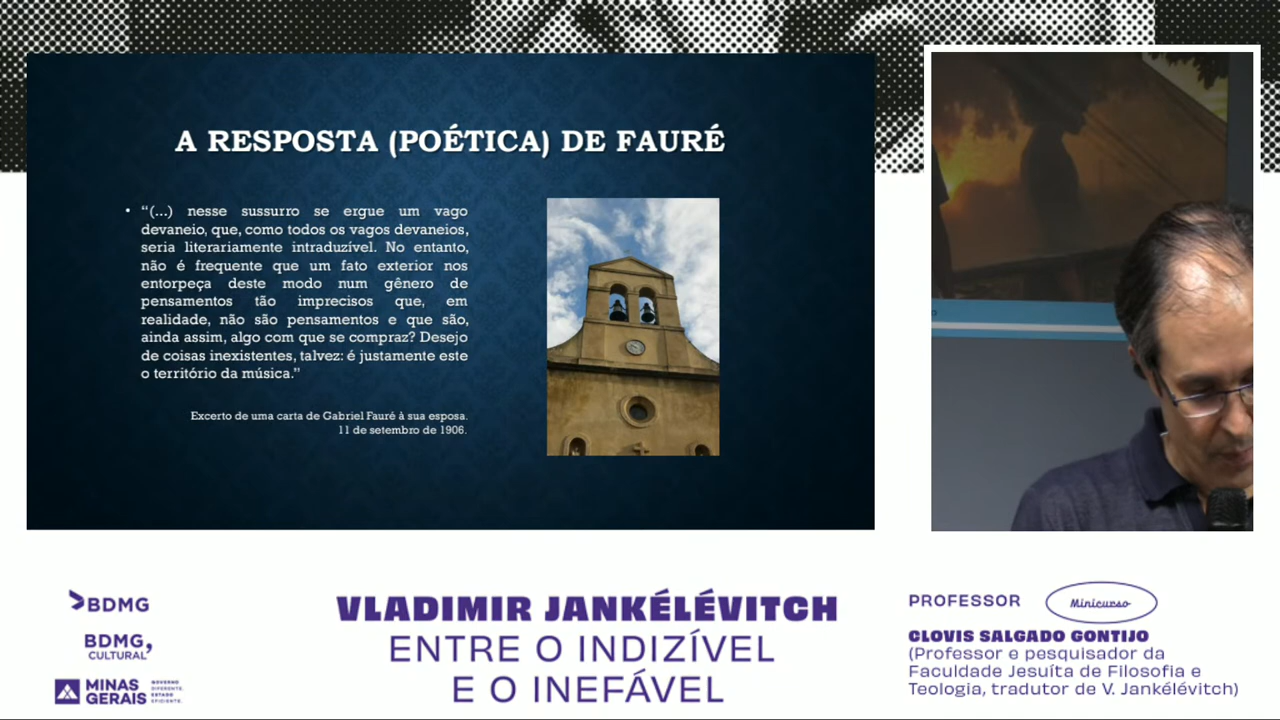 A RESPOSTA (POÉTICA) DE FAURÉ
• “(...) nesse sussurro se ergue um vago
devaneio, que, como todos os vagos devaneios,
seria literariamente intraduzível. No entanto,
não é frequente que um fato exterior nos
entorpeça deste modo num gênero de
pensamentos tão imprecisos que, em
realidade, não são pensamentos e que são,
ainda assim, algo com que se compraz? Desejo
de coisas inexistentes, talvez: é justamente este
o território da música.”
Excerto de uma carta de Gabriel Fauré à sua esposa.
11 de setembro de 1906.
BDMG
BDMG,
CULTURAL
MINAS
GERAIS
GOVERNO
DIFERENTE.
ESTADO
EFICIENTE.
VLADIMIR JANKÉLÉVITCH
ENTRE O INDIZÍVEL
E O INEFÁVEL
PROFESSOR
Minicurso
CLOVIS SALGADO GONTIJO
(Professor e pesquisador da
Faculdade Jesuíta de Filosofia e
Teologia, tradutor de V. Jankélévitch)